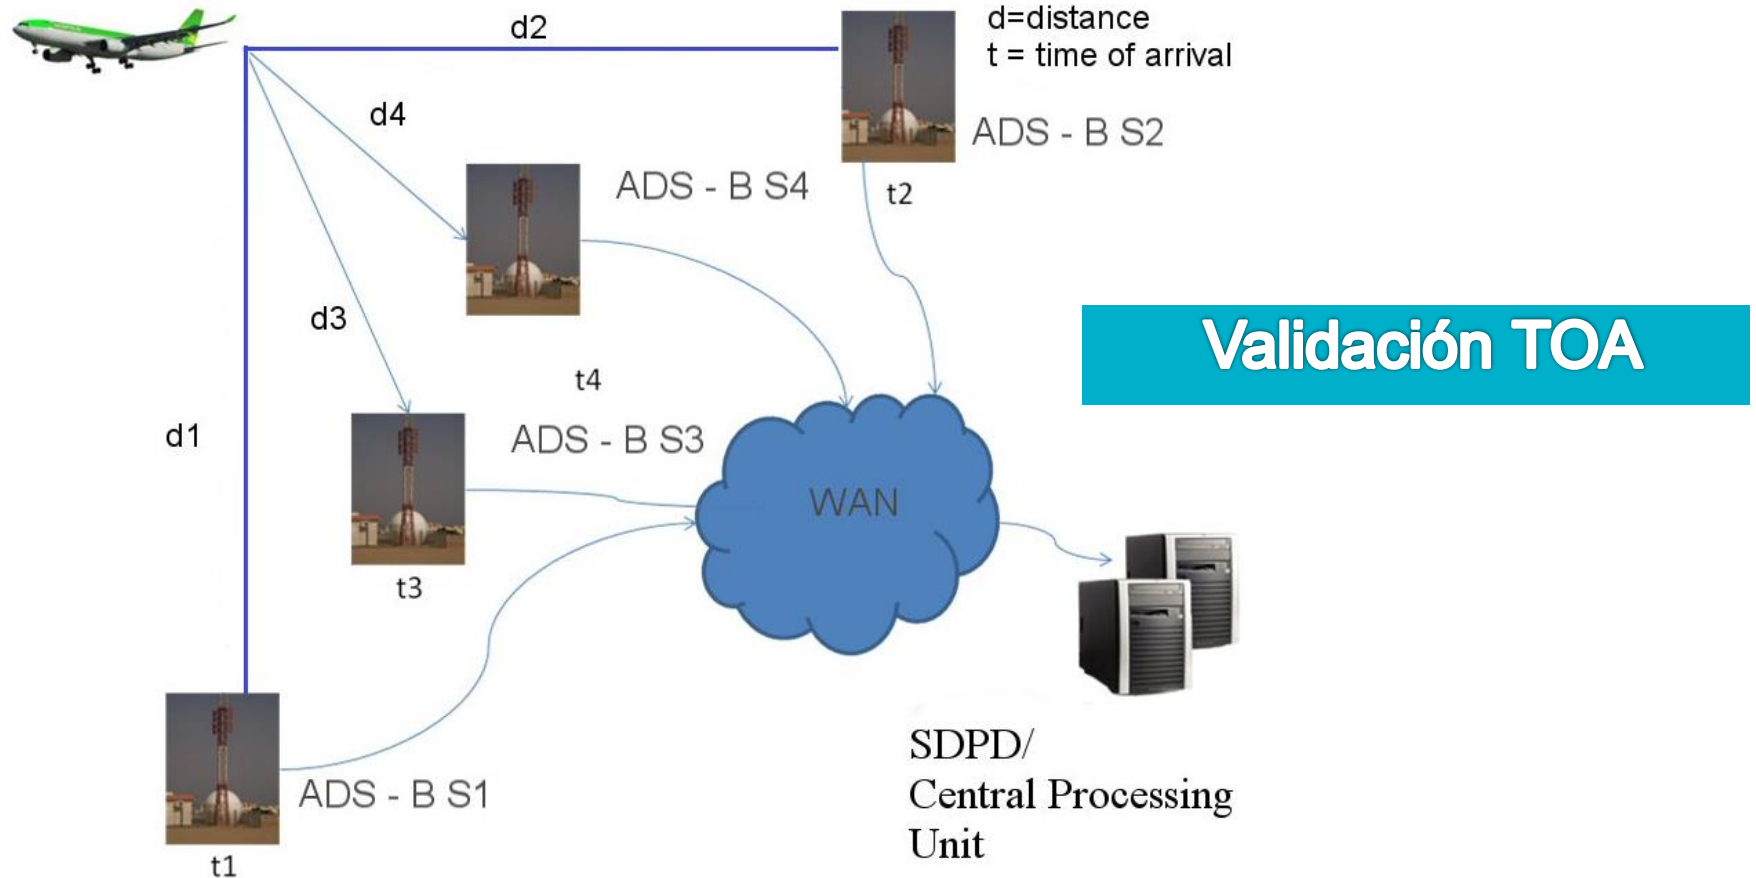 d2
d=distance
t = time of arrival
d4
ADS - B S2
ADS - B S4
t2
d3
Validación TOA
t4
d1
ADS - B S3
WAN
t3
SDPD/
Central Processing
Unit
ADS - B S1
t1